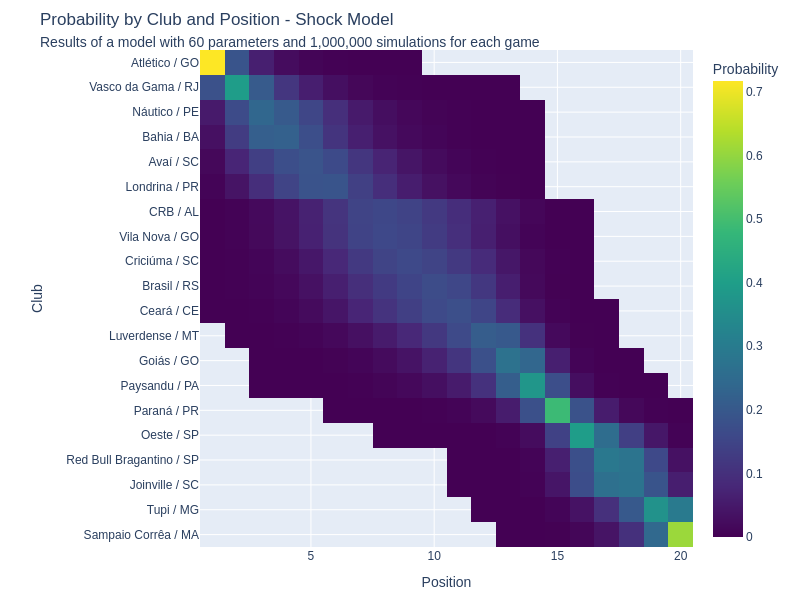 Probability by Club and Position - Shock Model
Results of a model with 60 parameters and 1,000,000 simulations for each game
Atlético / GO
Vasco da Gama / RJ
Náutico / PE
Bahia / BA
Avaí / SC
Londrina / PR
CRB / AL
Vila Nova / GO
Criciúma / SC
Brasil / RS
Ceará / CE
Luverdense / MT
Goiás / GO
Paysandu / PA
Paraná / PR
Oeste / SP
Red Bull Bragantino / SP
Joinville / SC
Tupi / MG
Sampaio Corrêa / MA
Club
5
10
15
20
Position
Probability
0.7
0.6
0.5
0.4
0.3
0.2
0.1
0